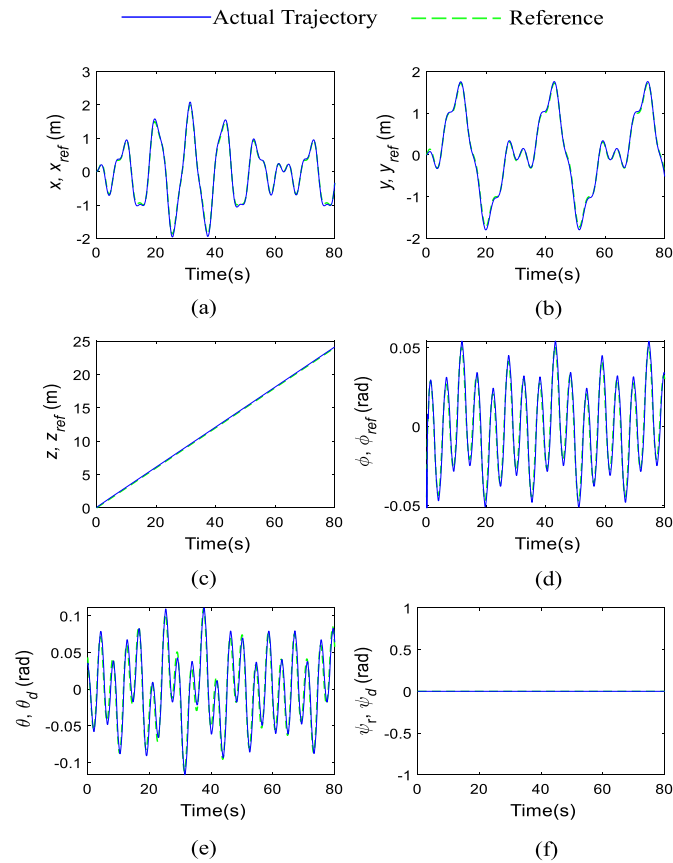 Actual Trajectory Reference
3
2
1
0
-1
-2
x, x_ref (m)
0 20 40 60 80
Time(s)
(a)
2
1
0
-1
-2
y, y_ref (m)
0 20 40 60 80
Time(s)
(b)
25
20
15
10
5
0
z, z_ref (m)
0 20 40 60 80
Time(s)
(c)
0.05
0
-0.05
ϕ, ϕ_ref (rad)
0 20 40 60 80
Time(s)
(d)
0.1
0.05
0
-0.05
-0.1
θ, θ_d (rad)
0 20 40 60 80
Time(s)
(e)
1
0.5
0
-0.5
-1
ψ_r, ψ_d (rad)
0 20 40 60 80
Time(s)
(f)